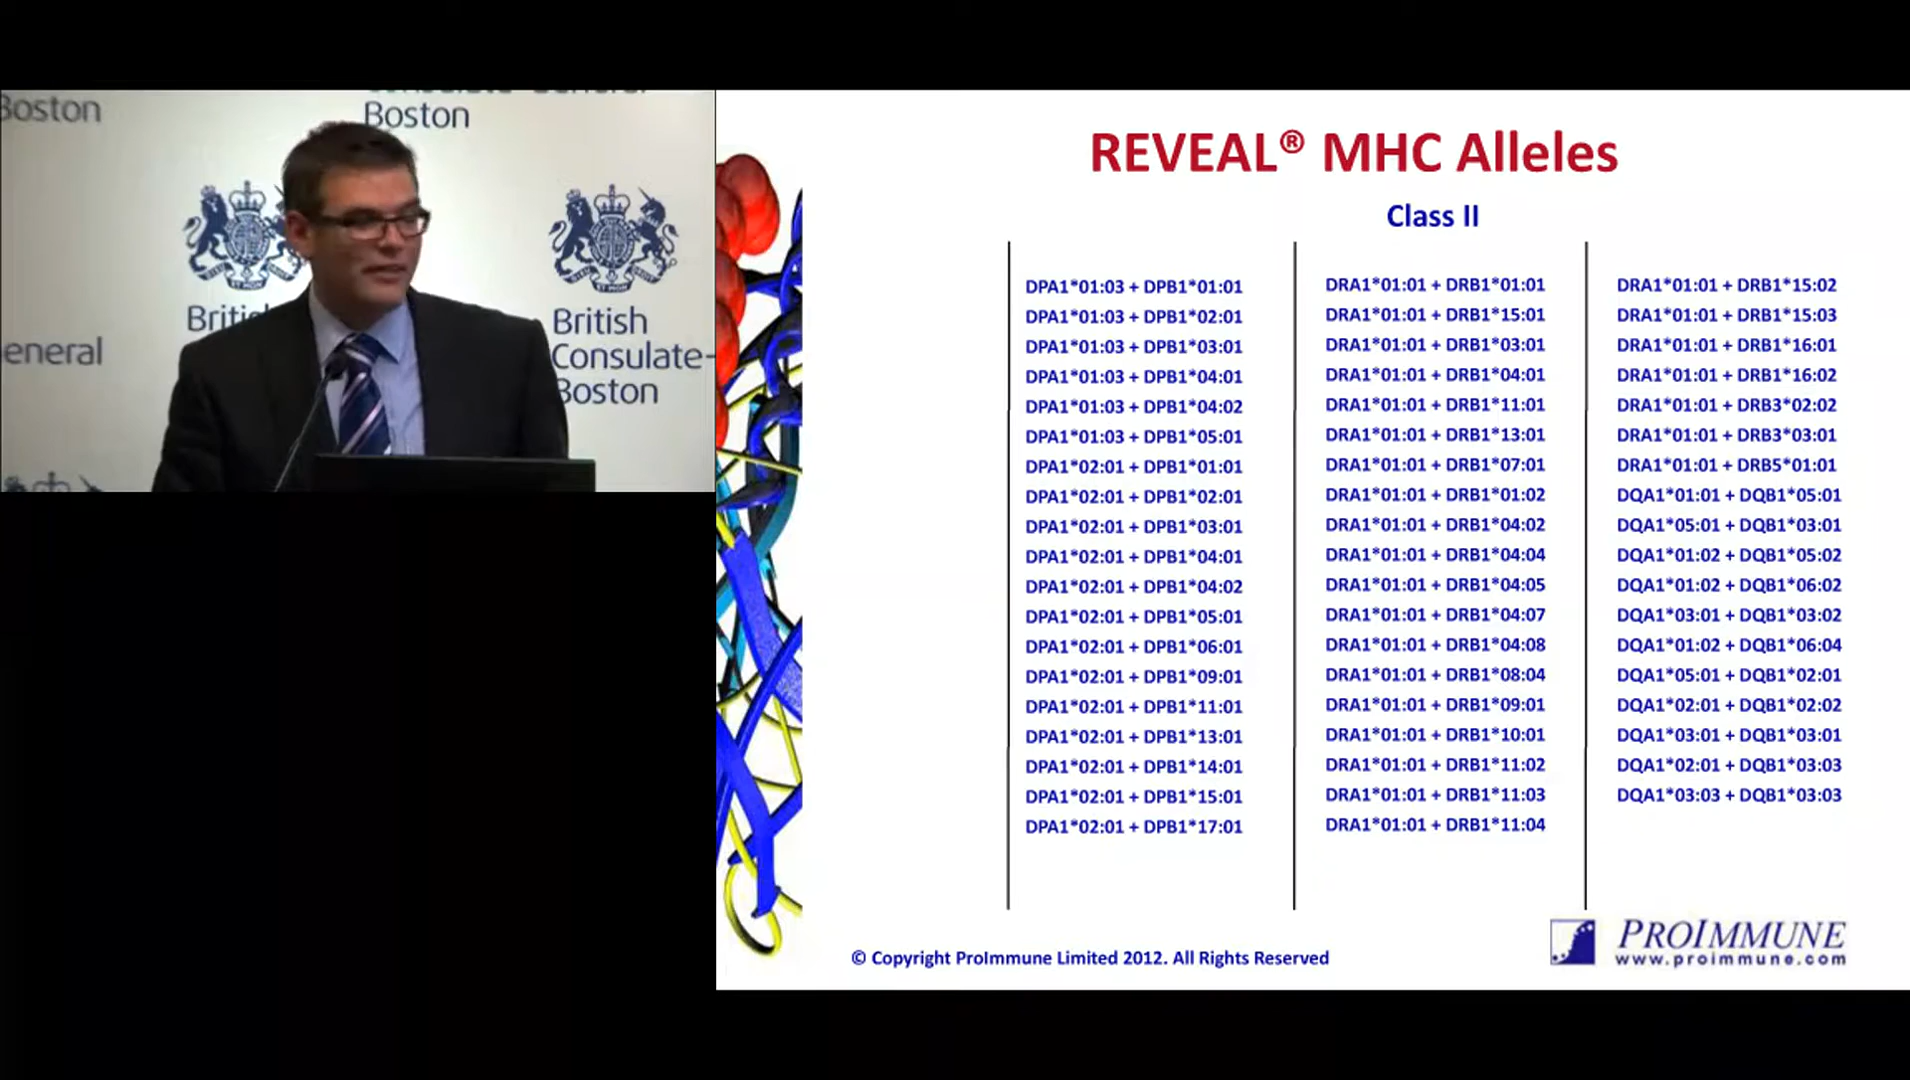 Boston
Consulate-General
Boston
British
eneral
British
Consulate-
Boston
REVEAL® MHC Alleles
Class II
DPA1*01:03 + DPB1*01:01
DPA1*01:03 + DPB1*02:01
DPA1*01:03 + DPB1*03:01
DPA1*01:03 + DPB1*04:01
DPA1*01:03 + DPB1*04:02
DPA1*01:03 + DPB1*05:01
DPA1*02:01 + DPB1*01:01
DPA1*02:01 + DPB1*02:01
DPA1*02:01 + DPB1*03:01
DPA1*02:01 + DPB1*04:01
DPA1*02:01 + DPB1*04:02
DPA1*02:01 + DPB1*05:01
DPA1*02:01 + DPB1*06:01
DPA1*02:01 + DPB1*09:01
DPA1*02:01 + DPB1*11:01
DPA1*02:01 + DPB1*13:01
DPA1*02:01 + DPB1*14:01
DPA1*02:01 + DPB1*15:01
DPA1*02:01 + DPB1*17:01
DRA1*01:01 + DRB1*01:01
DRA1*01:01 + DRB1*15:01
DRA1*01:01 + DRB1*03:01
DRA1*01:01 + DRB1*04:01
DRA1*01:01 + DRB1*11:01
DRA1*01:01 + DRB1*13:01
DRA1*01:01 + DRB1*07:01
DRA1*01:01 + DRB1*01:02
DRA1*01:01 + DRB1*04:02
DRA1*01:01 + DRB1*04:04
DRA1*01:01 + DRB1*04:05
DRA1*01:01 + DRB1*04:07
DRA1*01:01 + DRB1*04:08
DRA1*01:01 + DRB1*08:04
DRA1*01:01 + DRB1*09:01
DRA1*01:01 + DRB1*10:01
DRA1*01:01 + DRB1*11:02
DRA1*01:01 + DRB1*11:03
DRA1*01:01 + DRB1*11:04
DRA1*01:01 + DRB1*15:02
DRA1*01:01 + DRB1*15:03
DRA1*01:01 + DRB1*16:01
DRA1*01:01 + DRB1*16:02
DRA1*01:01 + DRB3*02:02
DRA1*01:01 + DRB3*03:01
DRA1*01:01 + DRB5*01:01
DQA1*01:01 + DQB1*05:01
DQA1*05:01 + DQB1*03:01
DQA1*01:02 + DQB1*05:02
DQA1*01:02 + DQB1*06:02
DQA1*03:01 + DQB1*03:02
DQA1*01:02 + DQB1*06:04
DQA1*05:01 + DQB1*02:01
DQA1*02:01 + DQB1*02:02
DQA1*03:01 + DQB1*03:01
DQA1*02:01 + DQB1*03:03
DQA1*03:03 + DQB1*03:03
© Copyright ProImmune Limited 2012. All Rights Reserved
PROIMMUNE
www.proimmune.com